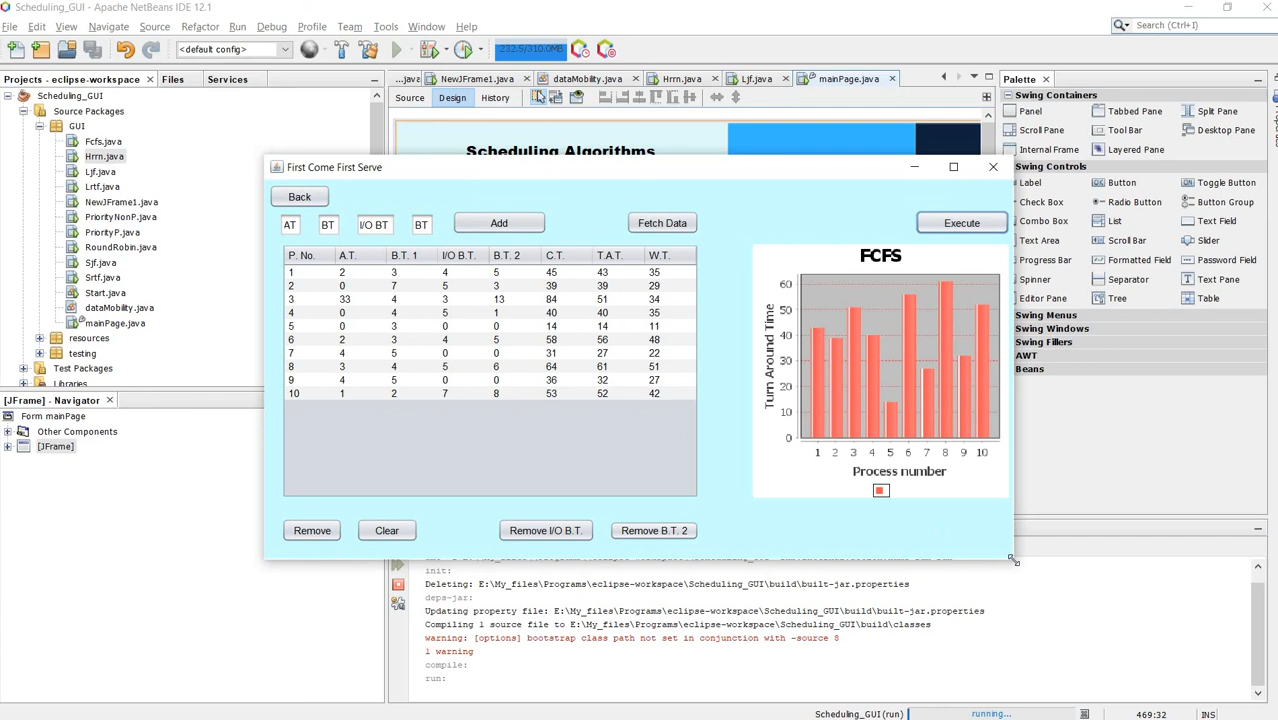 Scheduling_GUI - Apache NetBeans IDE 12.1
File Edit View Navigate Source Refactor Run Debug Profile Team Tools Window Help
Search (Ctrl+I)
<default config>
232.5/310.0MB
Projects - eclipse-workspace
Files
Services
...java
NewJFrame1.java
dataMobility.java
Hrrn.java
Ljf.java
mainPage.java
Palette
Source Design History
Scheduling_GUI
Source Packages
GUI
Fcfs.java
Hrrn.java
Ljf.java
Lrtf.java
NewJFrame1.java
PriorityNonP.java
PriorityP.java
RoundRobin.java
Sjf.java
Srtf.java
Start.java
dataMobility.java
mainPage.java
resources
testing
Test Packages
Libraries
[JFrame] - Navigator
Form mainPage
Other Components
[JFrame]
Scheduling Algorithms
First Come First Serve
Back
AT BT I/O BT BT Add Fetch Data Execute
P. No. A.T. B.T. 1 I/O B.T. B.T. 2 C.T. T.A.T. W.T.
1 2 3 4 5 45 43 35
2 0 7 5 3 39 39 29
3 33 4 3 13 84 51 34
4 0 4 5 1 40 40 35
5 0 3 0 0 14 14 11
6 2 3 4 5 58 56 48
7 4 5 0 0 31 27 22
8 3 4 5 6 64 61 51
9 4 5 0 0 36 32 27
10 1 2 7 8 53 52 42
FCFS
Turn Around Time
60
50
40
30
20
10
0
1 2 3 4 5 6 7 8 9 10
Process number
Remove Clear Remove I/O B.T. Remove B.T. 2
Swing Containers
Panel Tabbed Pane Split Pane
Scroll Pane Tool Bar Desktop Pane
Internal Frame Layered Pane
Swing Controls
Label Button Toggle Button
Check Box Radio Button Button Group
Combo Box List Text Field
Text Area Scroll Bar Slider
Progress Bar Formatted Field Password Field
Spinner Separator Text Pane
Editor Pane Tree Table
Swing Menus
Swing Windows
Swing Fillers
AWT
Beans
init:
Deleting: E:\My_files\Programs\eclipse-workspace\Scheduling_GUI\build\built-jar.properties
deps-jar:
Updating property file: E:\My_files\Programs\eclipse-workspace\Scheduling_GUI\build\built-jar.properties
Compiling 1 source file to E:\My_files\Programs\eclipse-workspace\Scheduling_GUI\build\classes
warning: [options] bootstrap class path not set in conjunction with -source 8
1 warning
compile:
run:
Scheduling_GUI (run) running... 469:32 INS